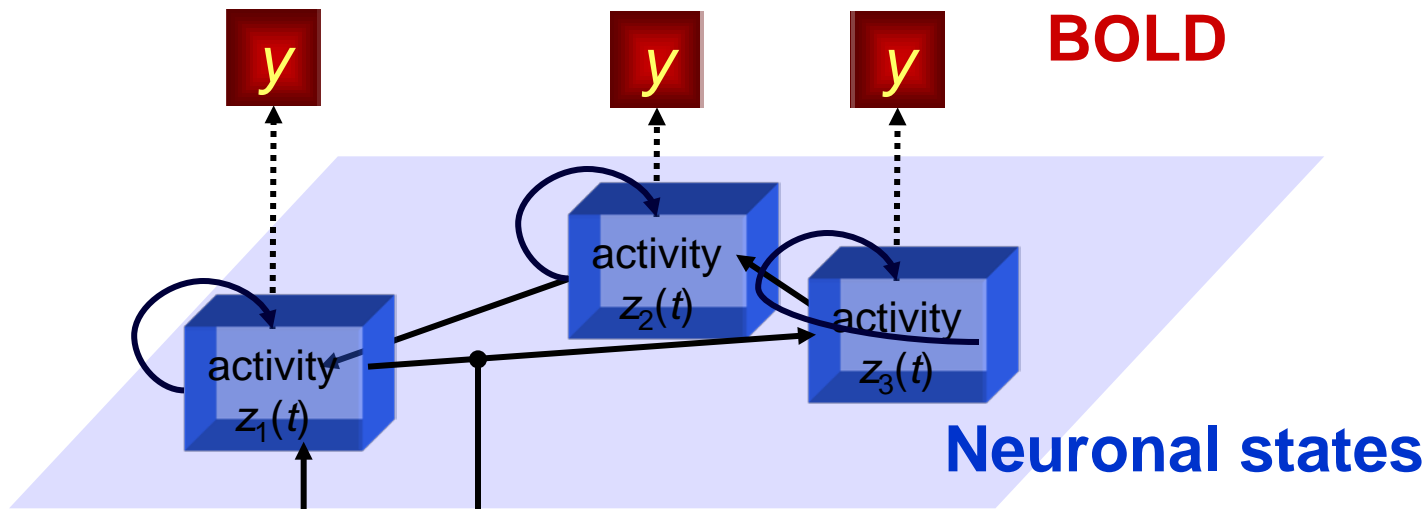 BOLD
y
y
y
activity
z₂(t)
activity
z₃(t)
activity
z₁(t)
Neuronal states